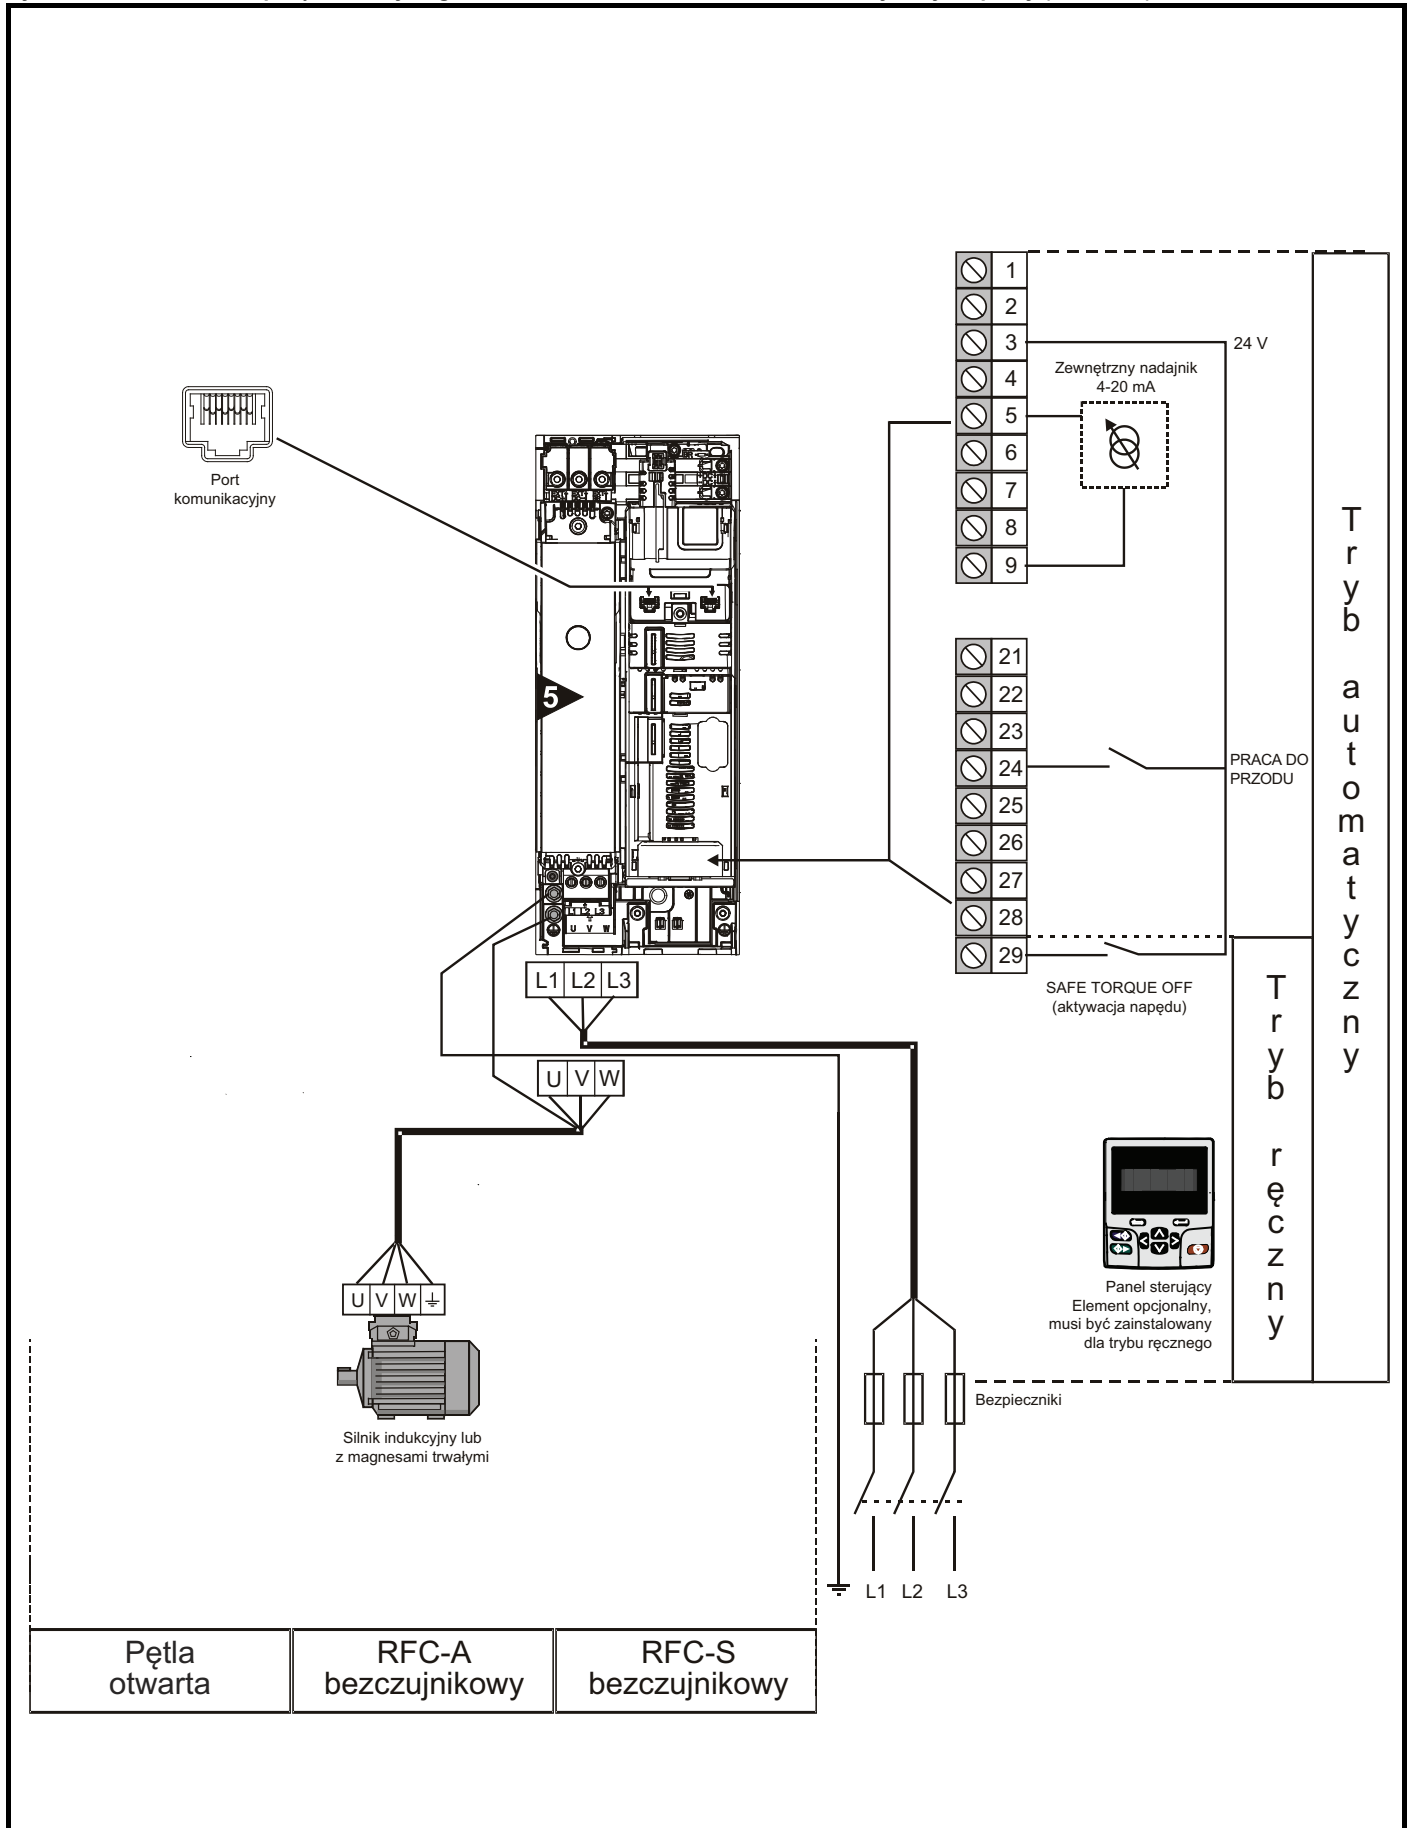 1
2
3
24 V
Zewnętrzny nadajnik
4-20 mA
4
5
6
7
8
9
Port
komunikacyjny
21
22
23
24
PRACA DO
PRZODU
25
26
27
28
29
SAFE TORQUE OFF
(aktywacja napędu)
Tryb automatyczny
Tryb ręczny
5
L1 L2 L3
U V W
L1 L2 L3
U V W
Panel sterujący
Element opcjonalny,
musi być zainstalowany
dla trybu ręcznego
U V W
Silnik indukcyjny lub
z magnesami trwałymi
Bezpieczniki
L1 L2 L3
Pętla
otwarta
RFC-A
bezczujnikowy
RFC-S
bezczujnikowy